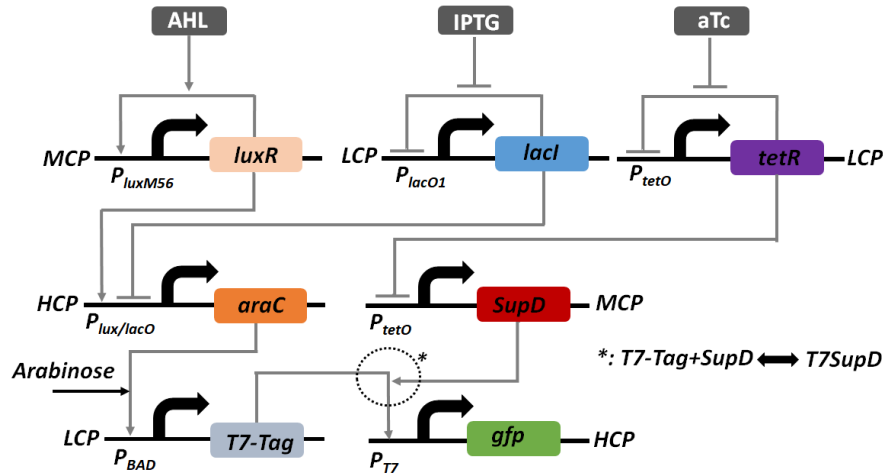 AHL IPTG aTc
MCP luxR LCP lacI tetR LCP
PluxM56 PlacO1 PtetO
HCP araC SupD MCP
Plux/lacO PtetO
*
*: T7-Tag+SupD T7SupD
Arabinose
LCP T7-Tag gfp HCP
PBAD PT7